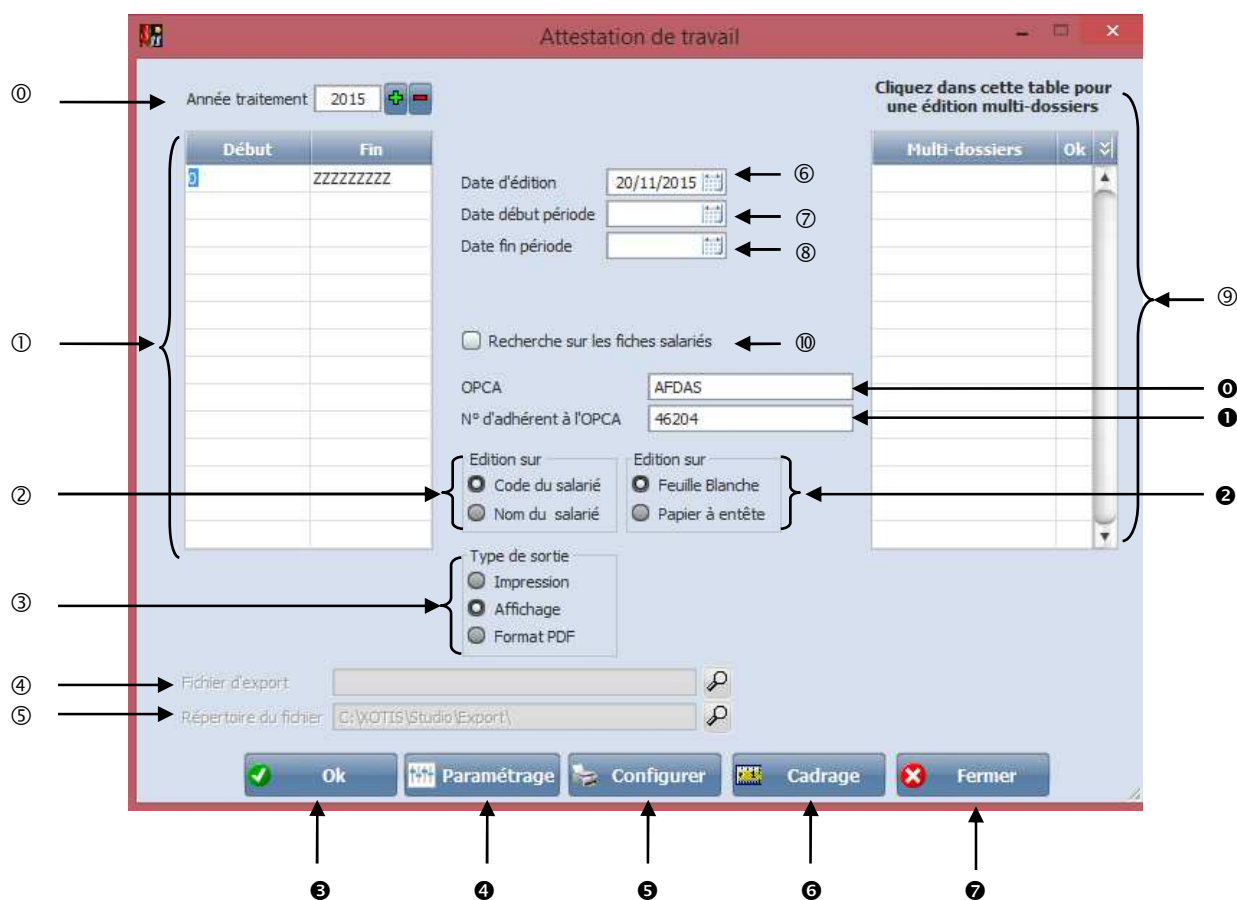 Attestation de travail
⓪ Année traitement 2015
Cliquez dans cette table pour
une édition multi-dossiers
Début Fin
0 ZZZZZZZZZ
Multi-dossiers Ok
Date d'édition 20/11/2015 ⑥
Date début période ⑦
Date fin période ⑧
⑨
①
Recherche sur les fiches salariés ⑩
OPCA AFDAS ⓿
N° d'adhérent à l'OPCA 46204 ❶
Edition sur Edition sur
② Code du salarié Feuille Blanche ❷
Nom du salarié Papier à entête
Type de sortie
Impression
③ Affichage
Format PDF
④ Fichier d'export
⑤ Répertoire du fichier C:\XOTIS\Studio\Export\
Ok Paramétrage Configurer Cadrage Fermer
❸ ❹ ❺ ❻ ❼